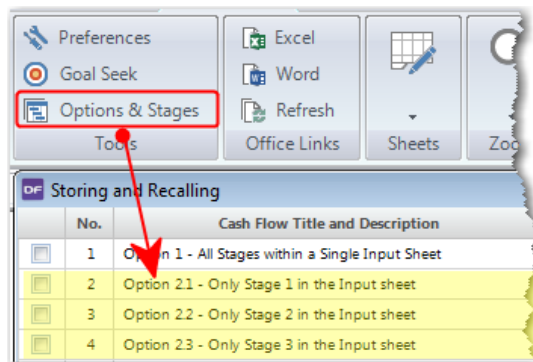 Preferences
Goal Seek
Options & Stages
Tools
Excel
Word
Refresh
Office Links
Sheets
DF Storing and Recalling
No. Cash Flow Title and Description
1 Option 1 - All Stages within a Single Input Sheet
2 Option 2.1 - Only Stage 1 in the Input sheet
3 Option 2.2 - Only Stage 2 in the Input sheet
4 Option 2.3 - Only Stage 3 in the Input sheet